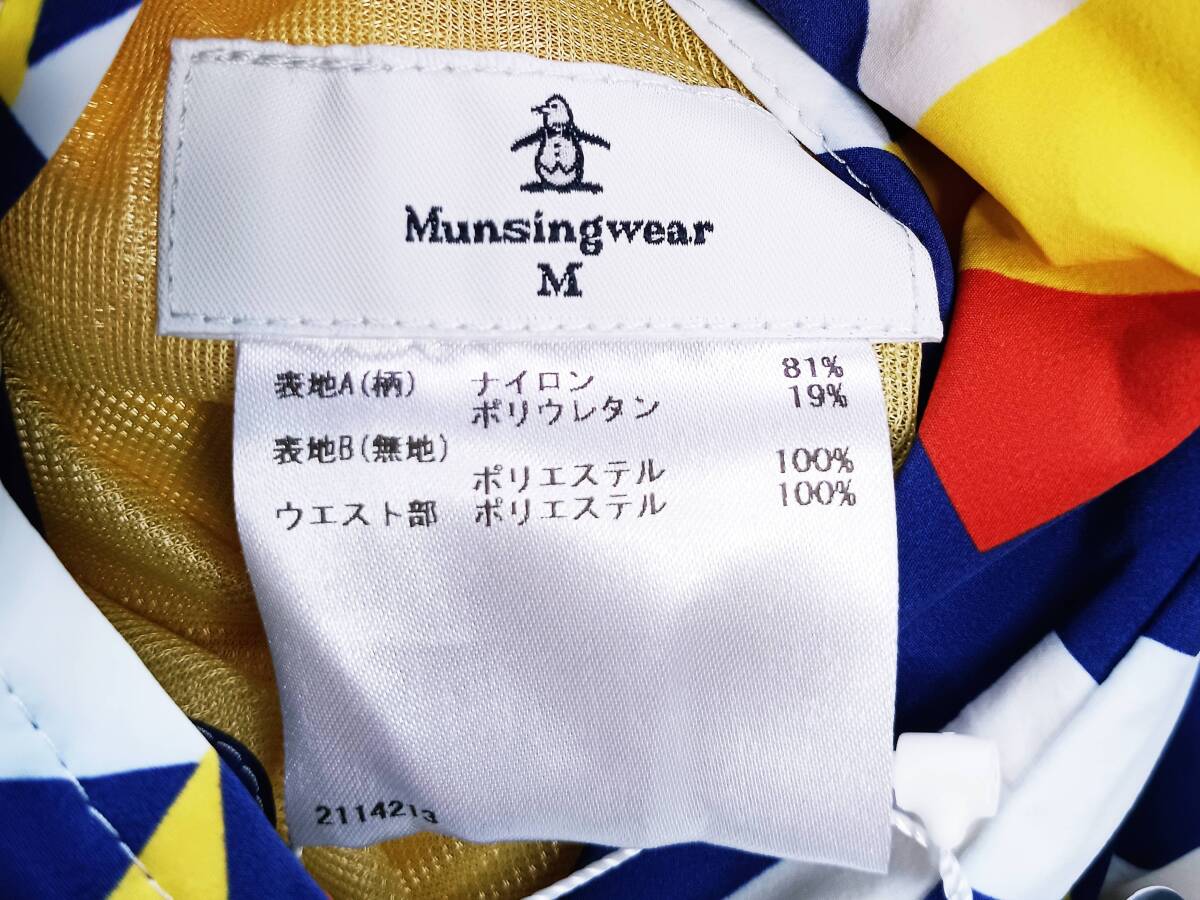 Munsingwear
M
表地A(柄) ナイロン 81%
ポリウレタン 19%
表地B(無地)
ポリエステル 100%
ウエスト部 ポリエステル 100%
2114213